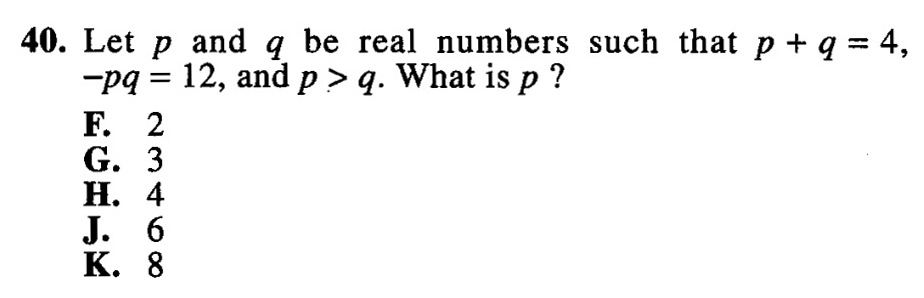 40. Let p and q be real numbers such that p + q = 4,
–pq = 12, and p > q. What is p ?
F. 2
G. 3
H. 4
J. 6
K. 8